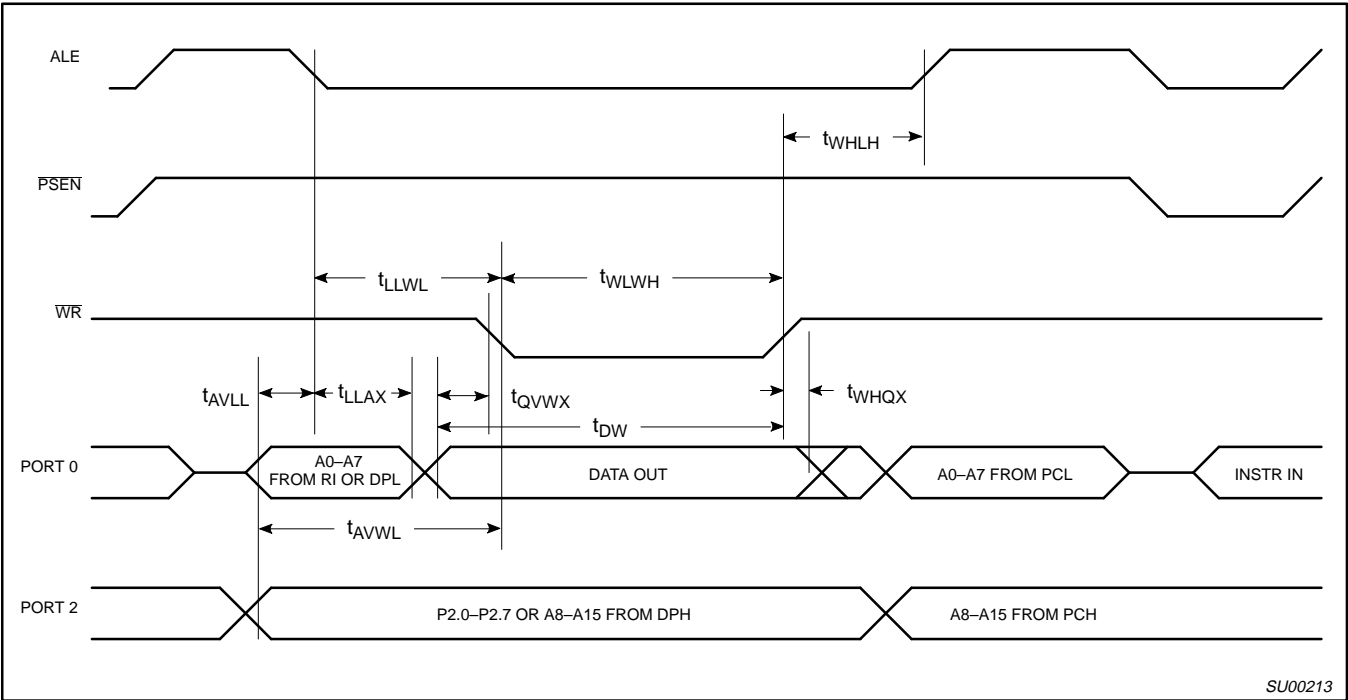 ALE
tWHLH
PSEN
tLLWL
tWLWH
WR
tAVLL
tLLAX
tQVWX
tWHQX
tDW
PORT 0
A0–A7
FROM RI OR DPL
DATA OUT
A0–A7 FROM PCL
INSTR IN
tAVWL
PORT 2
P2.0–P2.7 OR A8–A15 FROM DPH
A8–A15 FROM PCH
SU00213